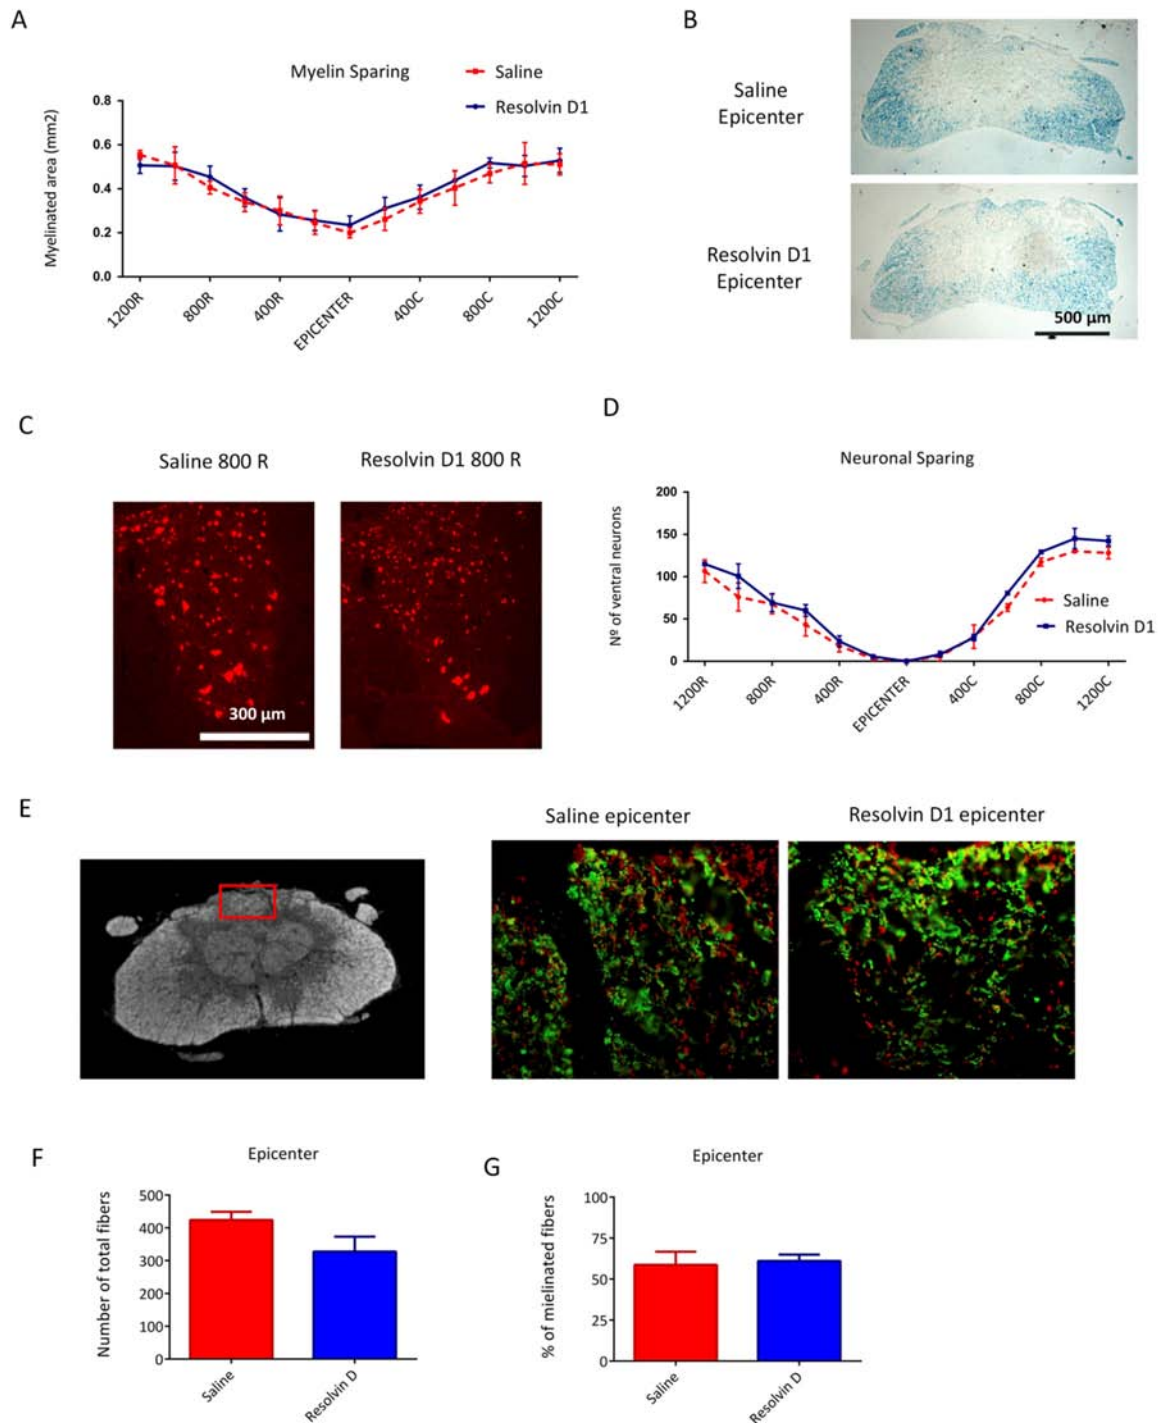 A
Myelin Sparing
Saline
Resolvin D1
Myelinated area (mm2)
0.8
0.6
0.4
0.2
0.0
1200R
800R
400R
EPICENTER
400C
800C
1200C
B
Saline
Epicenter
Resolvin D1
Epicenter
500 µm
C
Saline 800 R
Resolvin D1 800 R
300 µm
D
Neuronal Sparing
Nº of ventral neurons
200
150
100
50
0
Saline
Resolvin D1
1200R
800R
400R
EPICENTER
400C
800C
1200C
E
Saline epicenter
Resolvin D1 epicenter
F
Epicenter
Number of total fibers
500
400
300
200
100
0
Saline
Resolvin D
G
Epicenter
% of mielinated fibers
100
75
50
25
0
Saline
Resolvin D